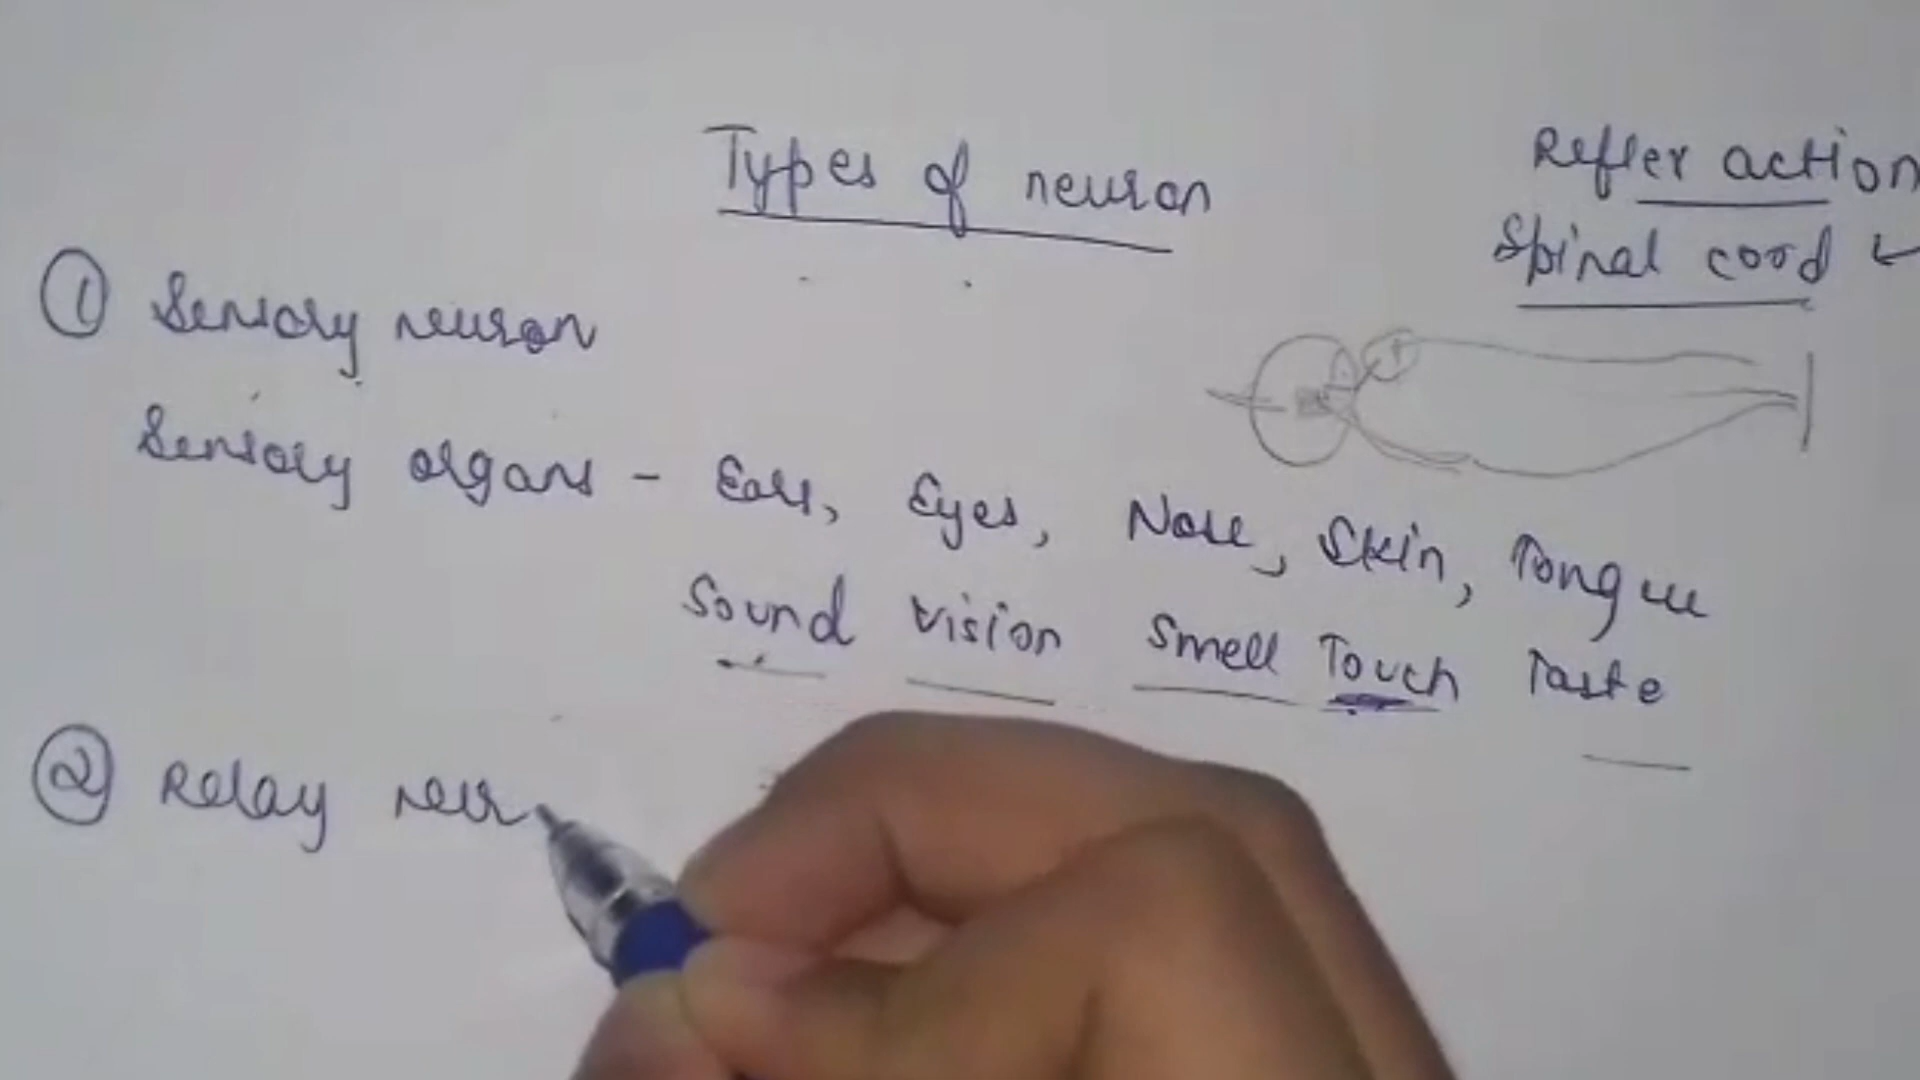 Types of neuron
Reflex action
Spinal cord
① Sensory neuron
Sensory organs - Ears, Eyes, Nose, Skin, Tongue
Sound Vision Smell Touch Taste
② Relay neur